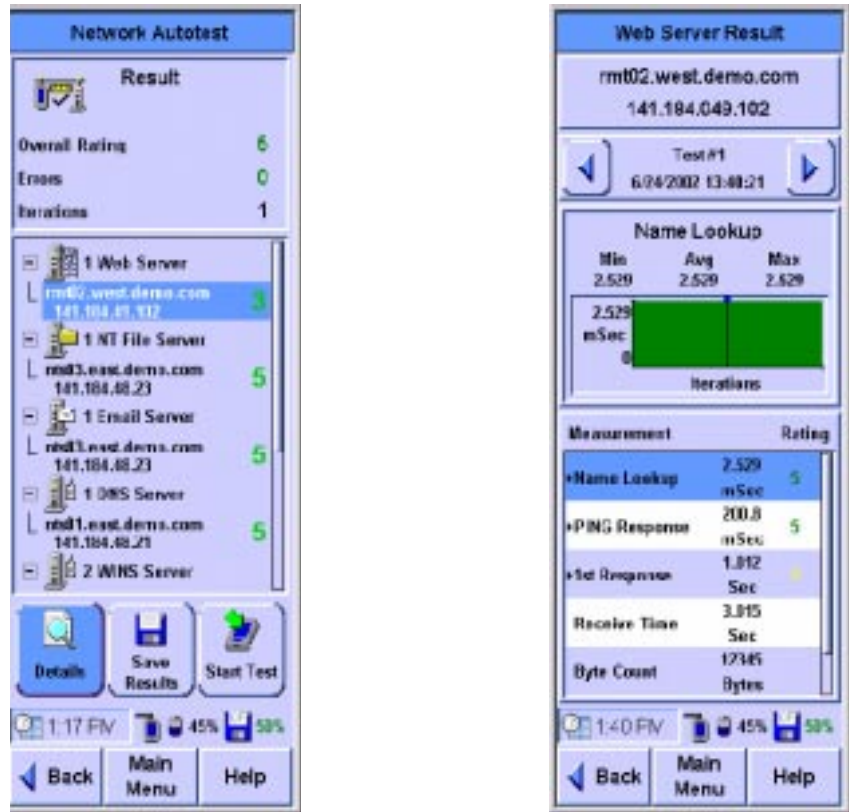 Network Autotest
Result
Overall Rating 6
Errors 0
Iterations 1
1 Web Server
rmt02.west.demo.com 3
141.184.49.102
1 NT File Server
nts03.east.demo.com 5
141.184.48.23
1 Email Server
nts03.east.demo.com 5
141.184.48.23
1 DNS Server
nts01.east.demo.com 5
141.184.48.21
2 WINS Server
Details
Save Results
Start Test
1:17 PM 45% 50%
Back
Main Menu
Help
Web Server Result
rmt02.west.demo.com
141.184.049.102
Test #1
6/24/2002 13:40:21
Name Lookup
Min Avg Max
2.529 2.529 2.529
2.529
mSec
0
Iterations
Measurement Rating
+Name Lookup 2.529 mSec 5
+PING Response 200.8 mSec 5
+1st Response 1.012 Sec
Receive Time 3.015 Sec
Byte Count 12345 Bytes
1:40 PM 45% 50%
Back
Main Menu
Help